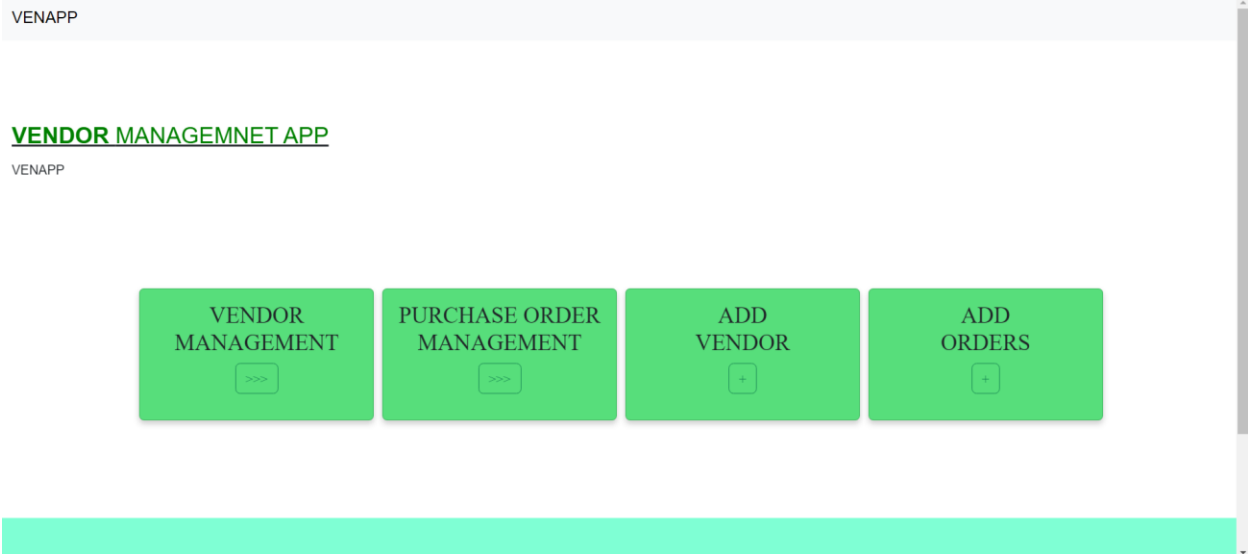 VENAPP
VENDOR MANAGEMNET APP
VENAPP
VENDOR
MANAGEMENT
>>>
PURCHASE ORDER
MANAGEMENT
>>>
ADD
VENDOR
+
ADD
ORDERS
+